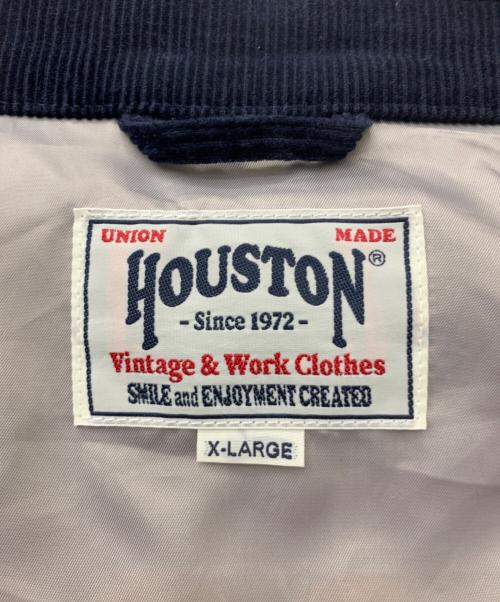 UNION MADE
HOUSTON®
- Since 1972 -
Vintage & Work Clothes
SMILE and ENJOYMENT CREATED
X-LARGE